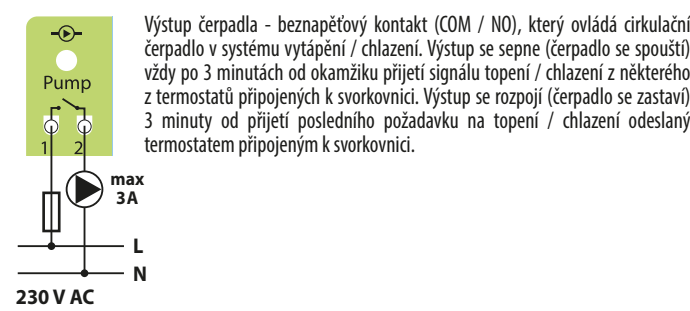 Pump
1 2
max
3A
L
N
230 V AC
Výstup čerpadla - beznapěťový kontakt (COM / NO), který ovládá cirkulační
čerpadlo v systému vytápění / chlazení. Výstup se sepne (čerpadlo se spouští)
vždy po 3 minutách od okamžiku přijetí signálu topení / chlazení z některého
z termostatů připojených k svorkovnici. Výstup se rozpojí (čerpadlo se zastaví)
3 minuty od přijetí posledního požadavku na topení / chlazení odeslaný
termostatem připojeným k svorkovnici.